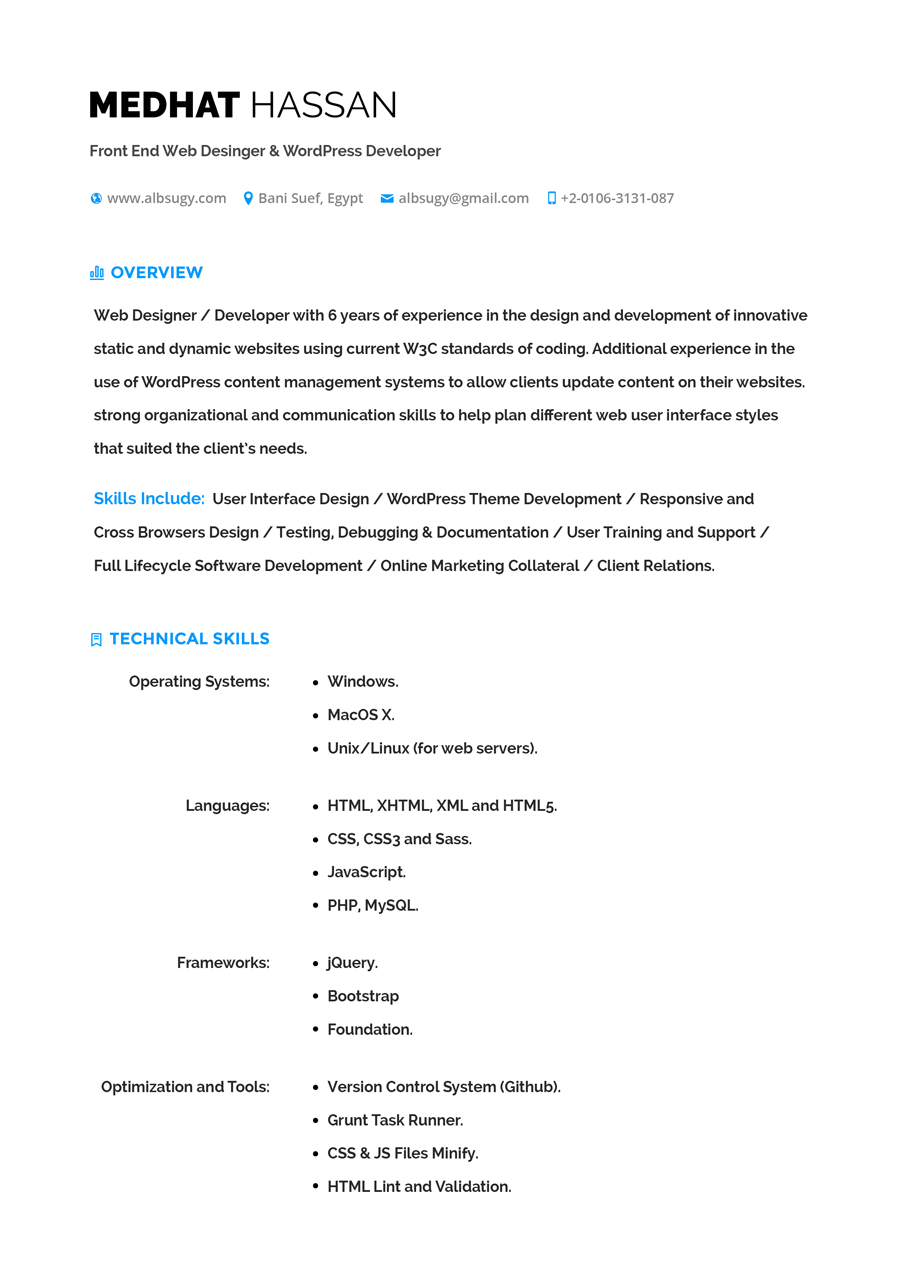 MEDHAT HASSAN
Front End Web Desinger & WordPress Developer
www.albsugy.com Bani Suef, Egypt albsugy@gmail.com +2-0106-3131-087
OVERVIEW
Web Designer / Developer with 6 years of experience in the design and development of innovative
static and dynamic websites using current W3C standards of coding. Additional experience in the
use of WordPress content management systems to allow clients update content on their websites.
strong organizational and communication skills to help plan different web user interface styles
that suited the client's needs.
Skills Include: User Interface Design / WordPress Theme Development / Responsive and
Cross Browsers Design / Testing, Debugging & Documentation / User Training and Support /
Full Lifecycle Software Development / Online Marketing Collateral / Client Relations.
TECHNICAL SKILLS
Operating Systems: • Windows.
• MacOS X.
• Unix/Linux (for web servers).
Languages: • HTML, XHTML, XML and HTML5.
• CSS, CSS3 and Sass.
• JavaScript.
• PHP, MySQL.
Frameworks: • jQuery.
• Bootstrap
• Foundation.
Optimization and Tools: • Version Control System (Github).
• Grunt Task Runner.
• CSS & JS Files Minify.
• HTML Lint and Validation.